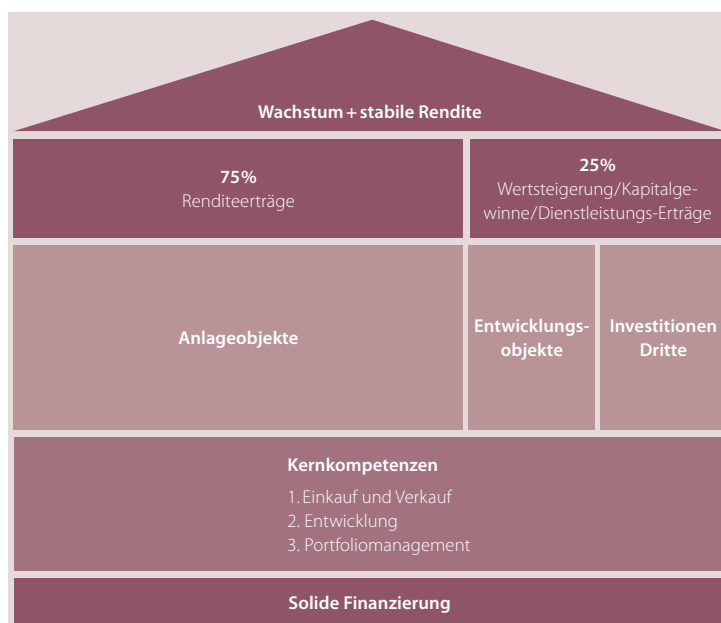 Wachstum + stabile Rendite
75%
Renditeerträge
25%
Wertsteigerung/Kapitalge-
winne/Dienstleistungs-Erträge
Anlageobjekte
Entwicklungs-
objekte
Investitionen
Dritte
Kernkompetenzen
1. Einkauf und Verkauf
2. Entwicklung
3. Portfoliomanagement
Solide Finanzierung